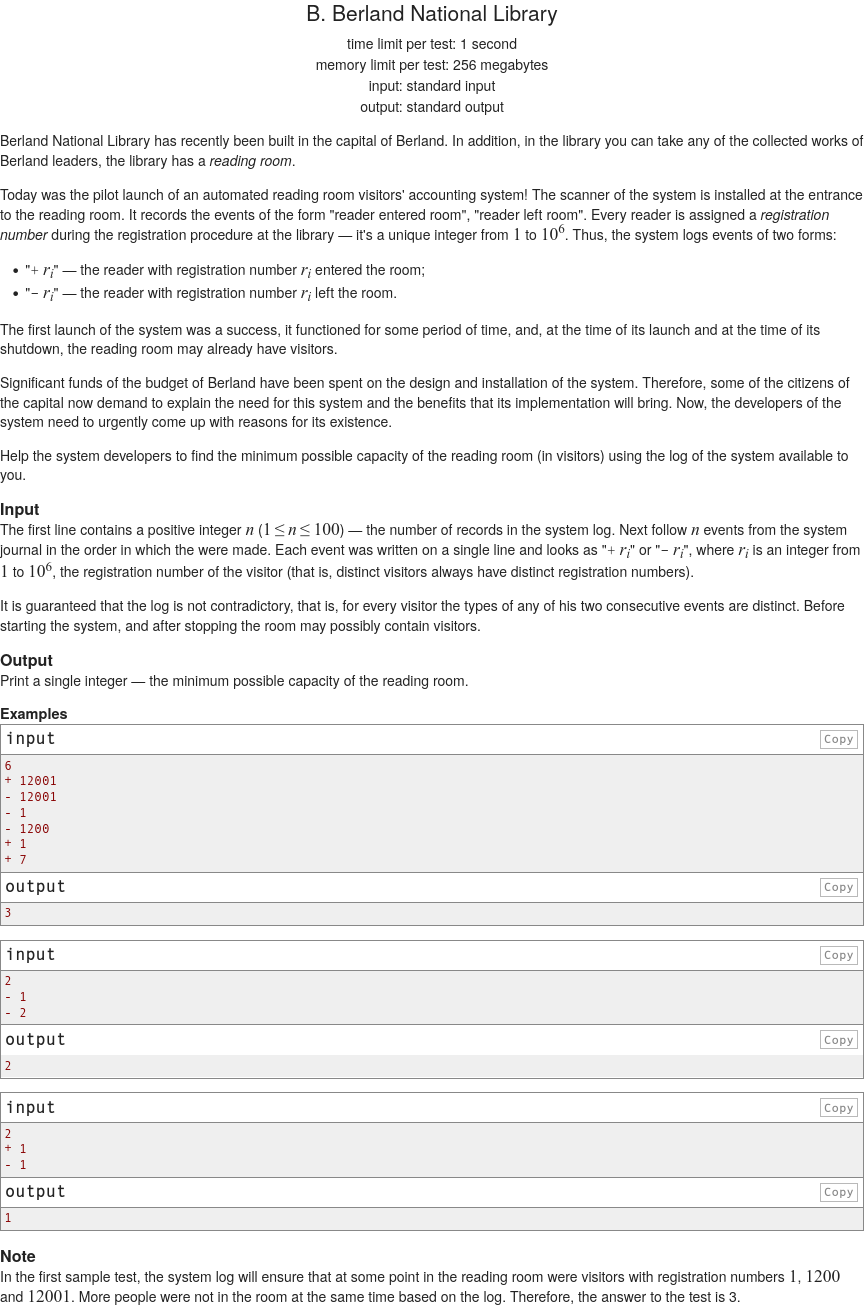 B. Berland National Library
time limit per test: 1 second
memory limit per test: 256 megabytes
input: standard input
output: standard output
Berland National Library has recently been built in the capital of Berland. In addition, in the library you can take any of the collected works of
Berland leaders, the library has a reading room.
Today was the pilot launch of an automated reading room visitors' accounting system! The scanner of the system is installed at the entrance
to the reading room. It records the events of the form "reader entered room", "reader left room". Every reader is assigned a registration
number during the registration procedure at the library — it's a unique integer from 1 to 10^6. Thus, the system logs events of two forms:
• "+ r_i" — the reader with registration number r_i entered the room;
• "− r_i" — the reader with registration number r_i left the room.
The first launch of the system was a success, it functioned for some period of time, and, at the time of its launch and at the time of its
shutdown, the reading room may already have visitors.
Significant funds of the budget of Berland have been spent on the design and installation of the system. Therefore, some of the citizens of
the capital now demand to explain the need for this system and the benefits that its implementation will bring. Now, the developers of the
system need to urgently come up with reasons for its existence.
Help the system developers to find the minimum possible capacity of the reading room (in visitors) using the log of the system available to
you.
Input
The first line contains a positive integer n (1 ≤ n ≤ 100) — the number of records in the system log. Next follow n events from the system
journal in the order in which the were made. Each event was written on a single line and looks as "+ r_i" or "− r_i", where r_i is an integer from
1 to 10^6, the registration number of the visitor (that is, distinct visitors always have distinct registration numbers).
It is guaranteed that the log is not contradictory, that is, for every visitor the types of any of his two consecutive events are distinct. Before
starting the system, and after stopping the room may possibly contain visitors.
Output
Print a single integer — the minimum possible capacity of the reading room.
Examples
input Copy
6
+ 12001
- 12001
- 1
- 1200
+ 1
+ 7
output Copy
3
input Copy
2
- 1
- 2
output Copy
2
input Copy
2
+ 1
- 1
output Copy
1
Note
In the first sample test, the system log will ensure that at some point in the reading room were visitors with registration numbers 1, 1200
and 12001. More people were not in the room at the same time based on the log. Therefore, the answer to the test is 3.